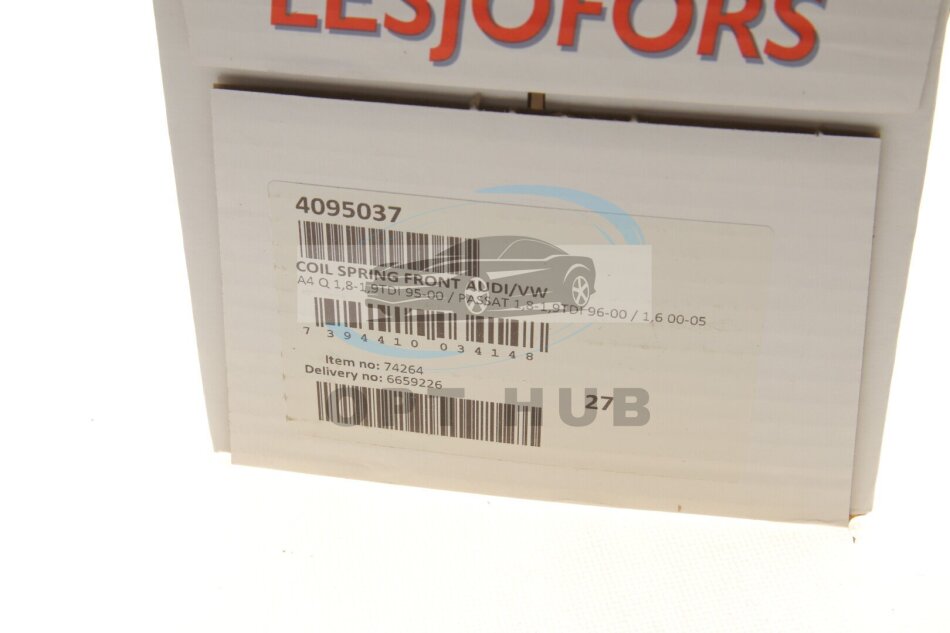 LESJÖFORS
4095037
COIL SPRING FRONT AUDI/VW
A4 Q 1,8-1,9TDI 95-00 / PASSAT 1,8-1,9TDI 96-00 / 1,6 00-05
7 394410 034148
Item no: 74264
Delivery no: 6659226
27
OPT HUB